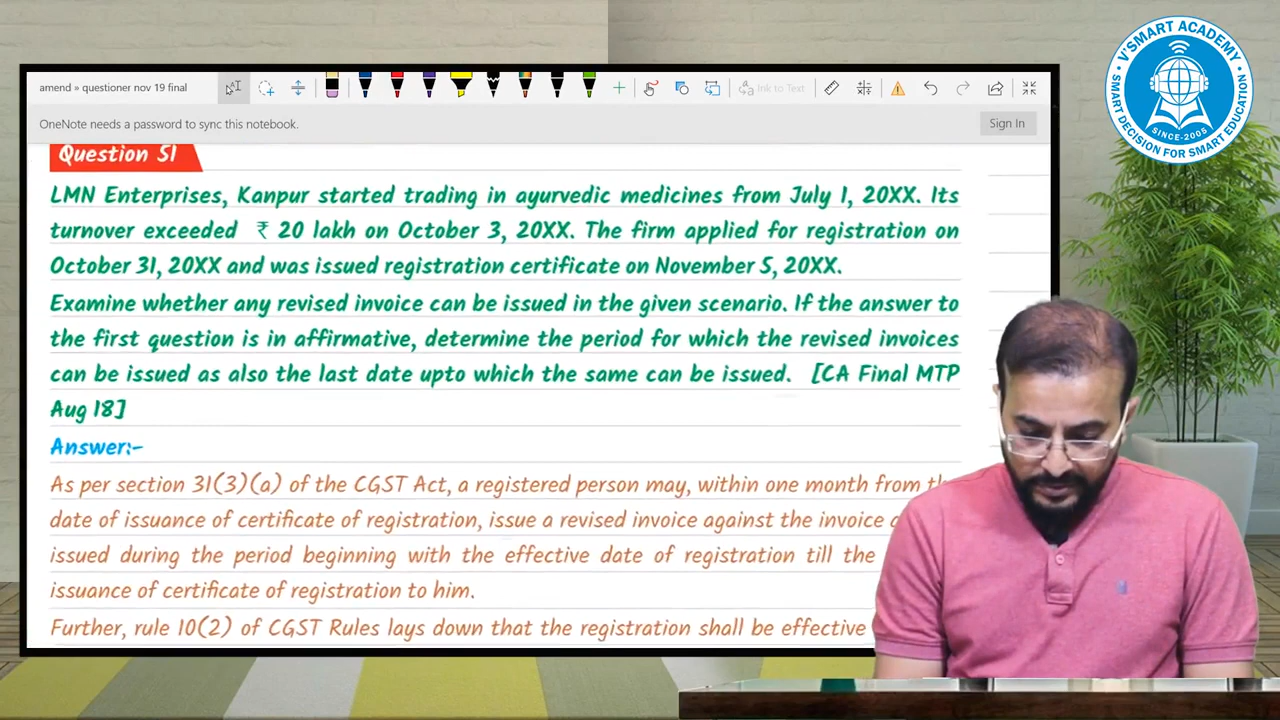 amend » questioner nov 19 final
Ink to Text
OneNote needs a password to sync this notebook.
Sign In
Question 51
LMN Enterprises, Kanpur started trading in ayurvedic medicines from July 1, 20XX. Its
turnover exceeded ₹ 20 lakh on October 3, 20XX. The firm applied for registration on
October 31, 20XX and was issued registration certificate on November 5, 20XX.
Examine whether any revised invoice can be issued in the given scenario. If the answer to
the first question is in affirmative, determine the period for which the revised invoices
can be issued as also the last date upto which the same can be issued. [CA Final MTP
Aug 18]
Answer:-
As per section 31(3)(a) of the CGST Act, a registered person may, within one month from
date of issuance of certificate of registration, issue a revised invoice against the invoice
issued during the period beginning with the effective date of registration till the
issuance of certificate of registration to him.
Further, rule 10(2) of CGST Rules lays down that the registration shall be effective
V'SMART ACADEMY
SINCE-2005
SMART DECISION FOR SMART EDUCATION